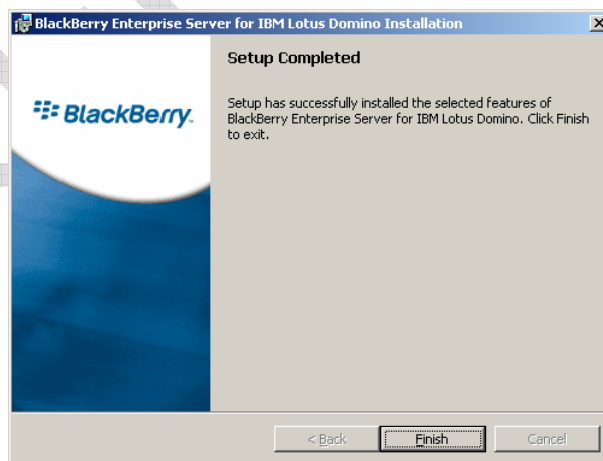 BlackBerry Enterprise Server for IBM Lotus Domino Installation
Setup Completed
BlackBerry.
Setup has successfully installed the selected features of
BlackBerry Enterprise Server for IBM Lotus Domino. Click Finish
to exit.
< Back
Finish
Cancel